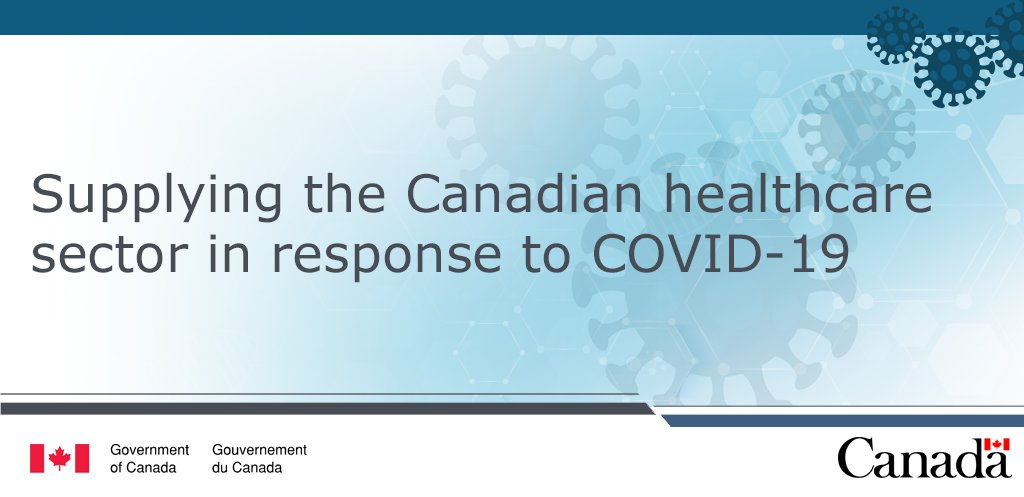 Supplying the Canadian healthcare
sector in response to COVID-19
Government
of Canada
Gouvernement
du Canada
Canada